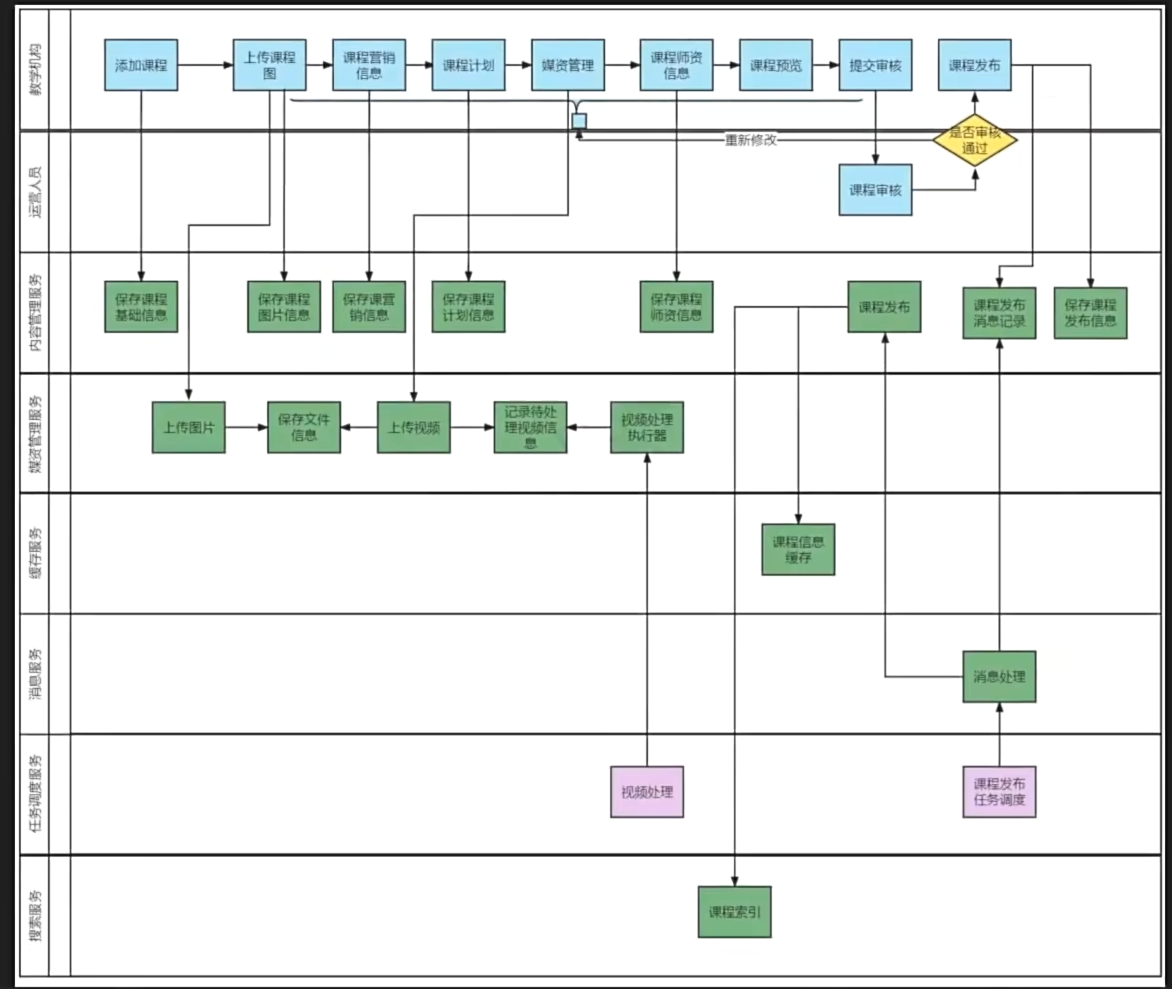 教学机构
添加课程
上传课程
图
课程营销
信息
课程计划
媒资管理
课程师资
信息
课程预览
提交审核
课程发布
运营人员
重新修改
是否审核
通过
课程审核
内容管理服务
保存课程
基础信息
保存课程
图片信息
保存课营
销信息
保存课程
计划信息
保存课程
师资信息
课程发布
课程发布
消息记录
保存课程
发布信息
媒资管理服务
上传图片
保存文件
信息
上传视频
记录待处
理视频信
息
视频处理
执行器
缓存服务
课程信息
缓存
消息服务
消息处理
任务调度服务
视频处理
课程发布
任务调度
搜索服务
课程索引